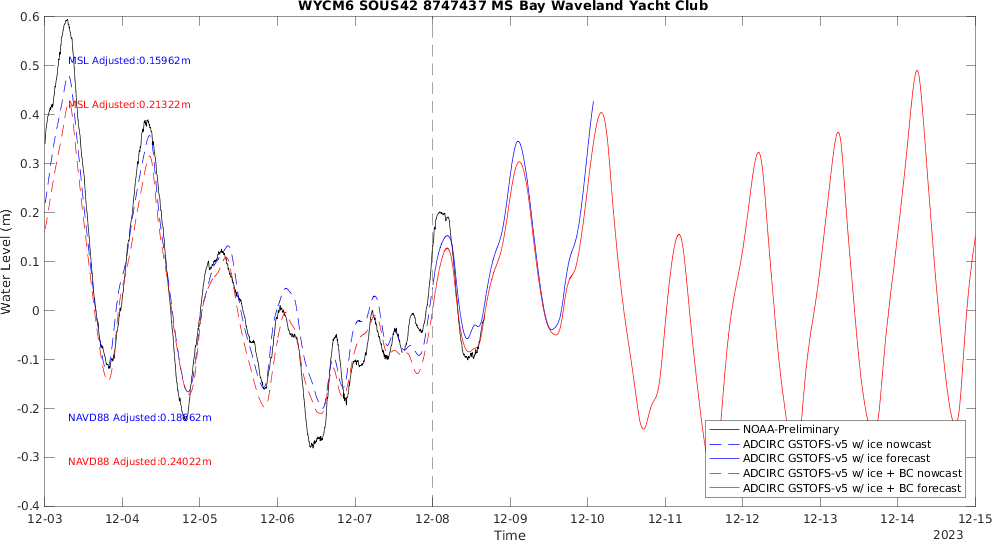 WYCM6 SOUS42 8747437 MS Bay Waveland Yacht Club
Water Level (m)
0.6
0.5
0.4
0.3
0.2
0.1
0
-0.1
-0.2
-0.3
-0.4
MSL Adjusted:0.15962m
MSL Adjusted:0.21322m
NAVD88 Adjusted:0.18662m
NAVD88 Adjusted:0.24022m
NOAA-Preliminary
ADCIRC GSTOFS-v5 w/ ice nowcast
ADCIRC GSTOFS-v5 w/ ice forecast
ADCIRC GSTOFS-v5 w/ ice + BC nowcast
ADCIRC GSTOFS-v5 w/ ice + BC forecast
12-03 12-04 12-05 12-06 12-07 12-08 12-09 12-10 12-11 12-12 12-13 12-14 12-15
Time
2023